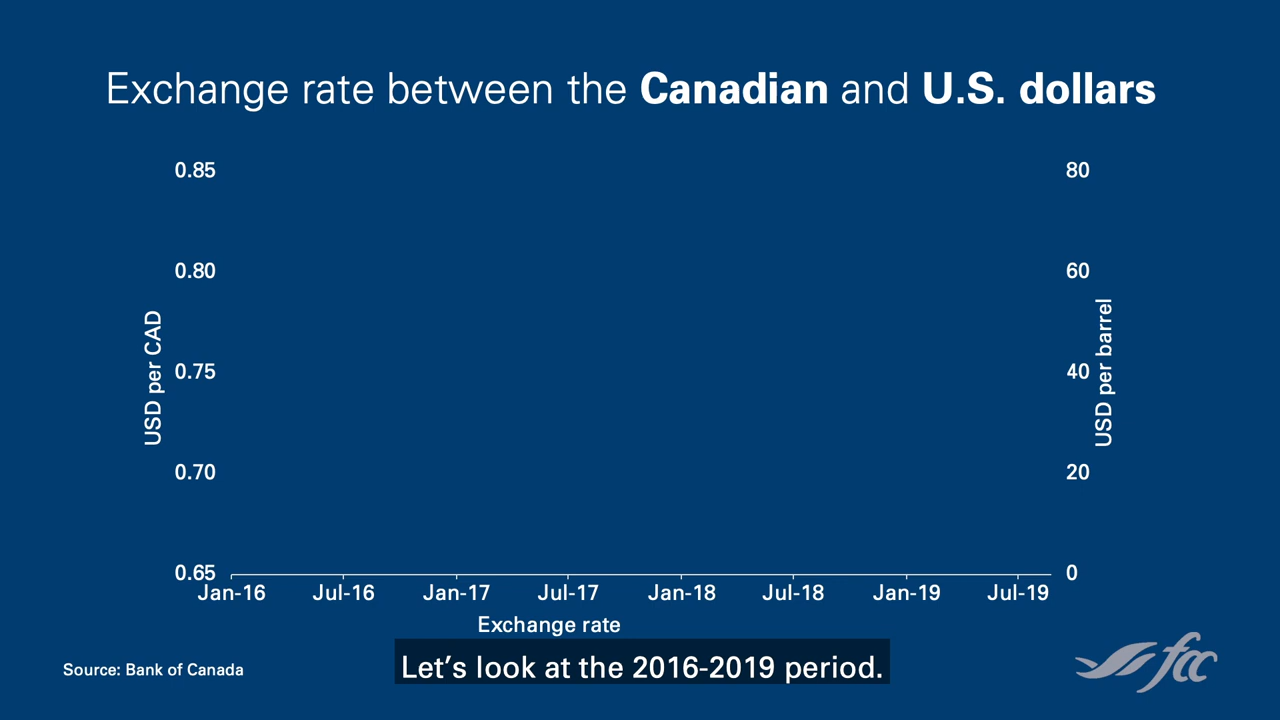 Exchange rate between the Canadian and U.S. dollars
0.85
0.80
0.75
0.70
0.65
USD per CAD
80
60
40
20
0
USD per barrel
Jan-16 Jul-16 Jan-17 Jul-17 Jan-18 Jul-18 Jan-19 Jul-19
Exchange rate
Let's look at the 2016-2019 period.
Source: Bank of Canada
fcc